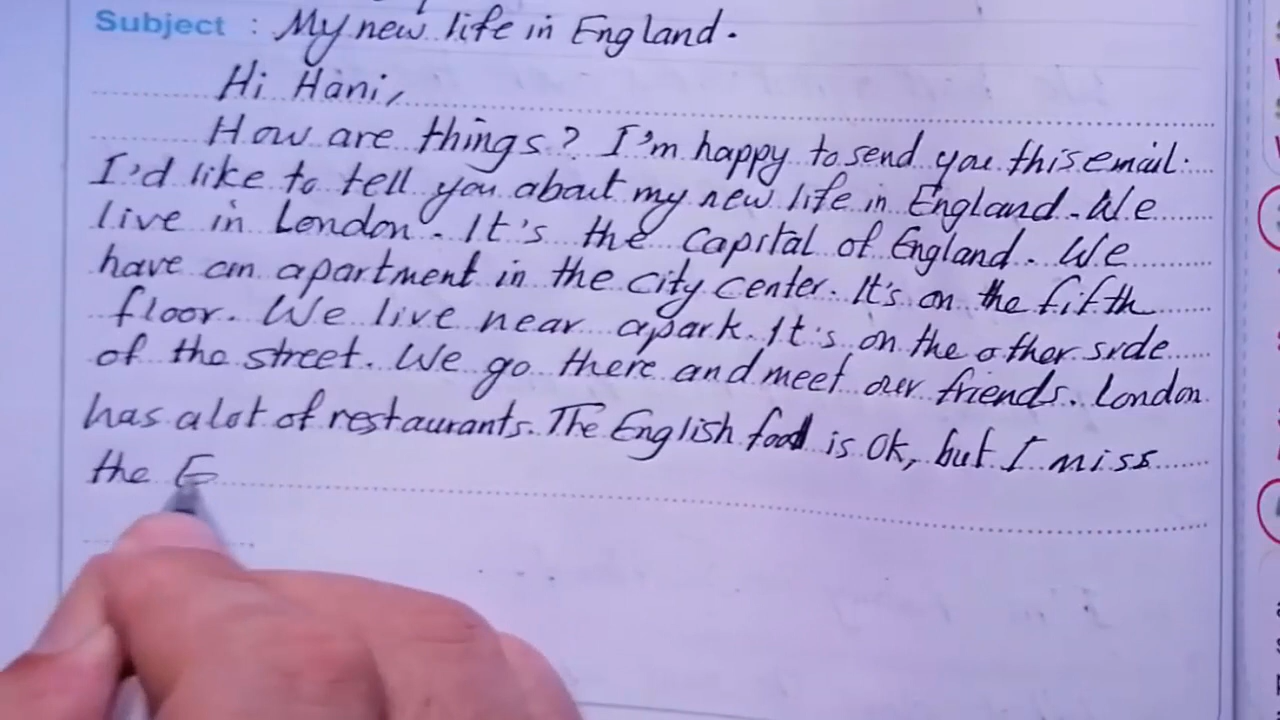 Subject : My new life in England.
Hi Hani,
How are things? I'm happy to send you this email.
I'd like to tell you about my new life in England. We
live in London. It's the capital of England. We
have an apartment in the city center. It's on the fifth
floor. We live near a park. It's on the other side
of the street. We go there and meet our friends. London
has a lot of restaurants. The English food is Ok, but I miss
the E